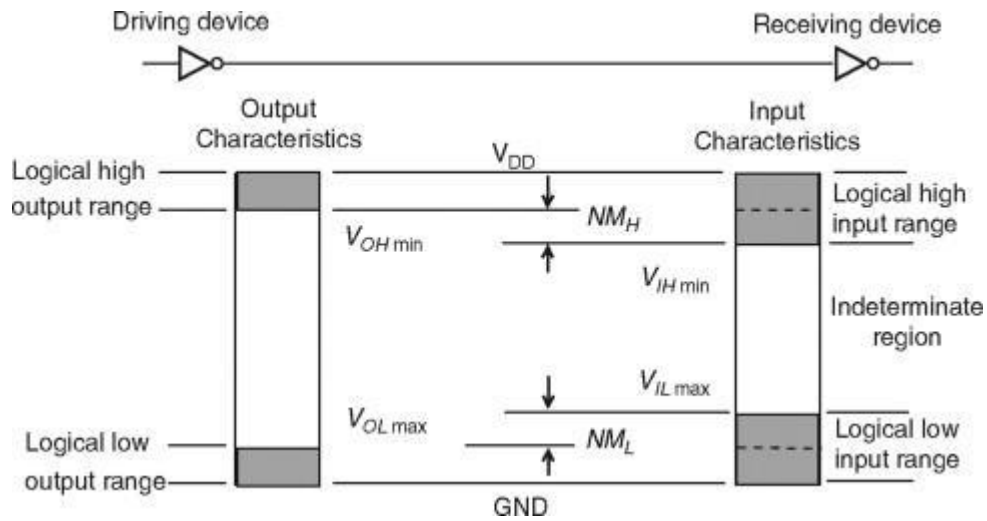 Driving device
Receiving device
Output
Characteristics
Input
Characteristics
Logical high
output range
V_DD
NM_H
V_OH min
V_IH min
Logical high
input range
Indeterminate
region
V_IL max
V_OL max
NM_L
Logical low
output range
Logical low
input range
GND